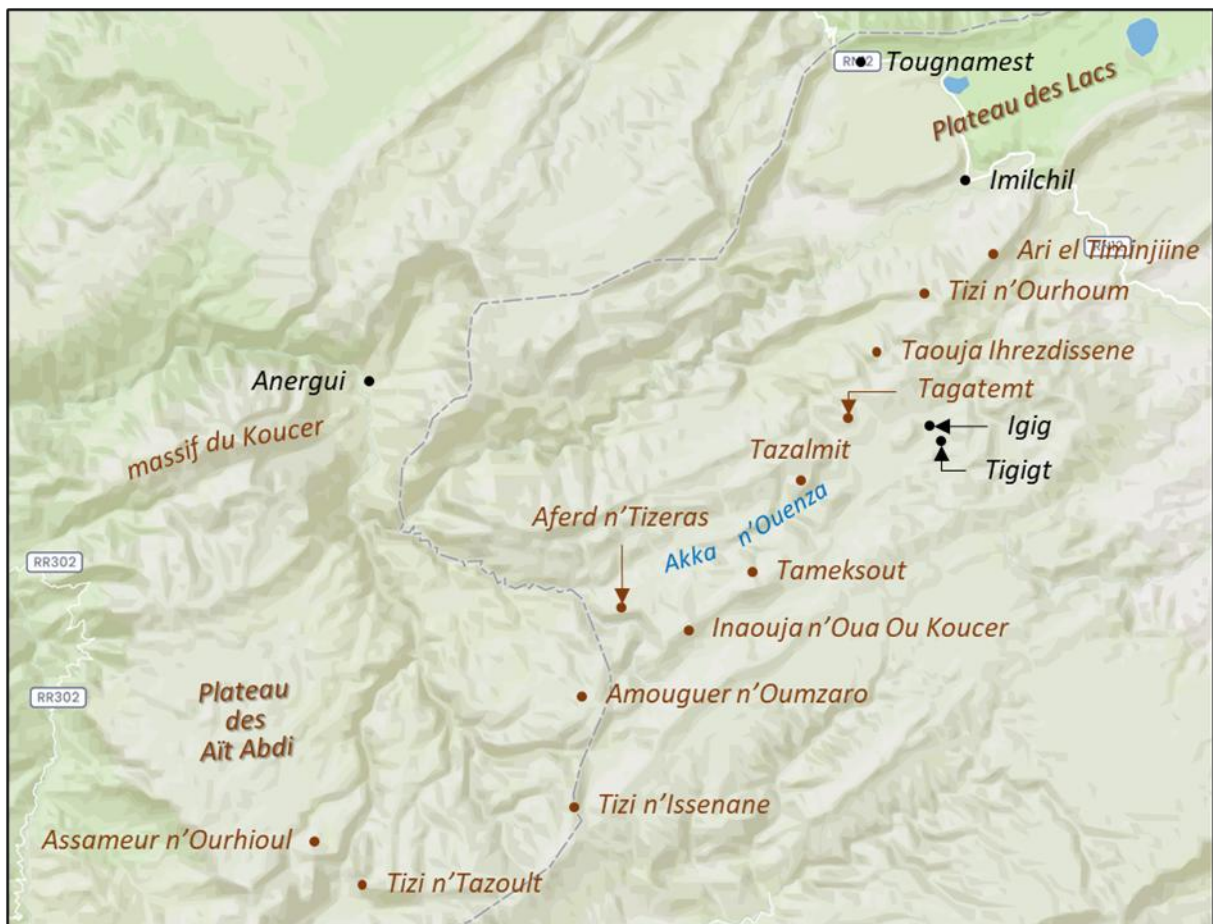 RN12
Tougnamest
Plateau des Lacs
Imilchil
Ari el Timinjiine
RN12
Tizi n’Ourhoum
Taouja Ihrezdissene
Anergui
Tagatemt
massif du Koucer
Igig
Tazalmit
Tigigt
Aferd n’Tizeras
Akka n’Ouenza
RR302
Tameksout
Inaouja n’Oua Ou Koucer
RR302
Plateau
des
Aït Abdi
Amouguer n’Oumzaro
Tizi n’Issenane
Assameur n’Ourhioul
Tizi n’Tazoult